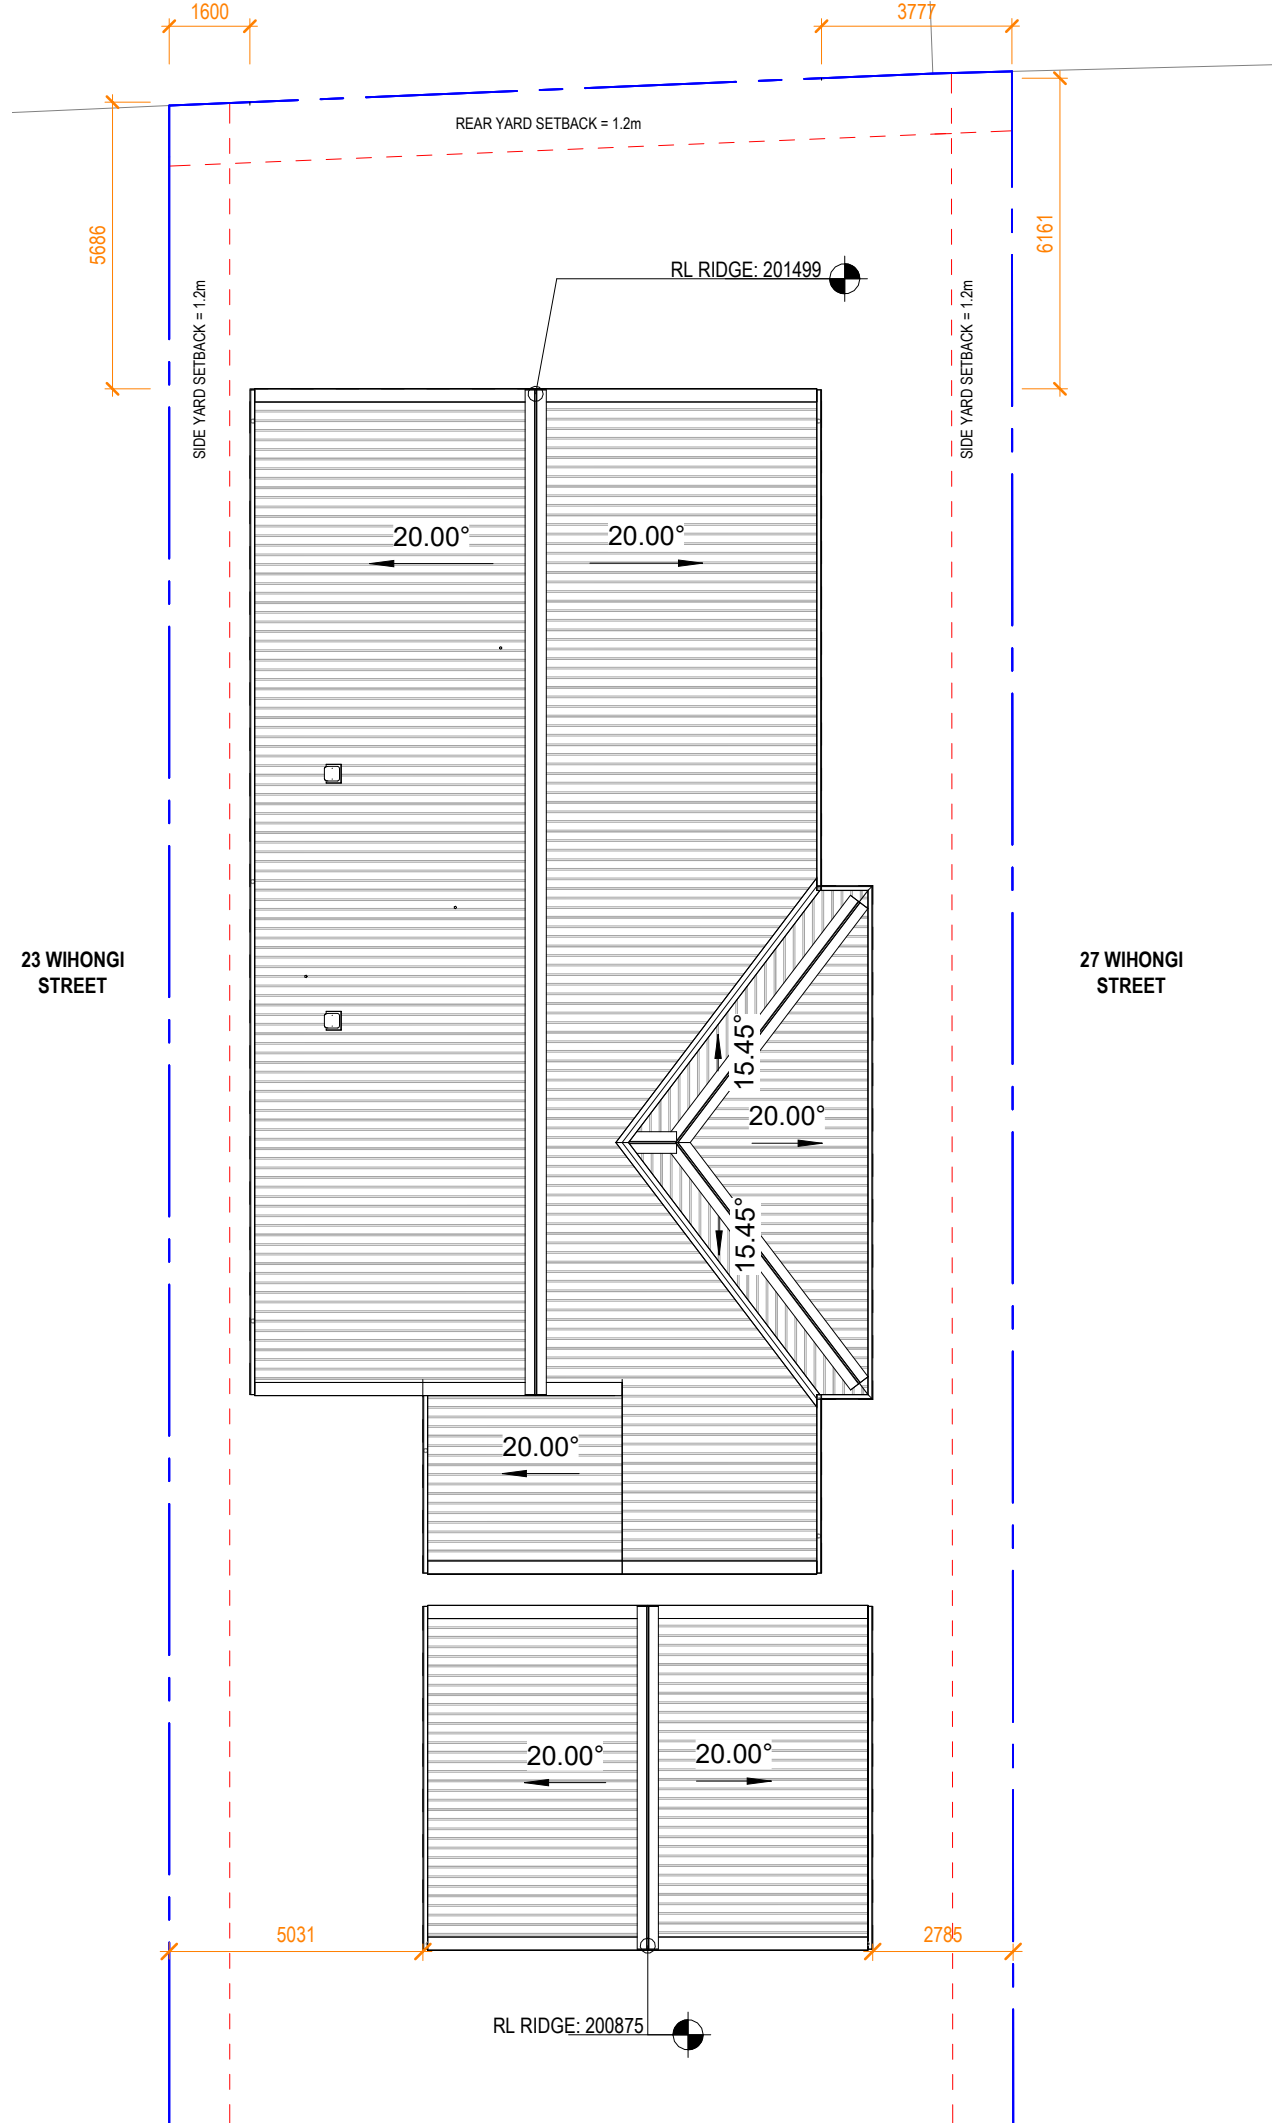 1600
3777
REAR YARD SETBACK = 1.2m
5686
6161
RL RIDGE: 201499
SIDE YARD SETBACK = 1.2m
SIDE YARD SETBACK = 1.2m
20.00°
20.00°
23 WIHONGI
STREET
27 WIHONGI
STREET
15.45°
20.00°
15.45°
20.00°
20.00°
20.00°
5031
2785
RL RIDGE: 200875